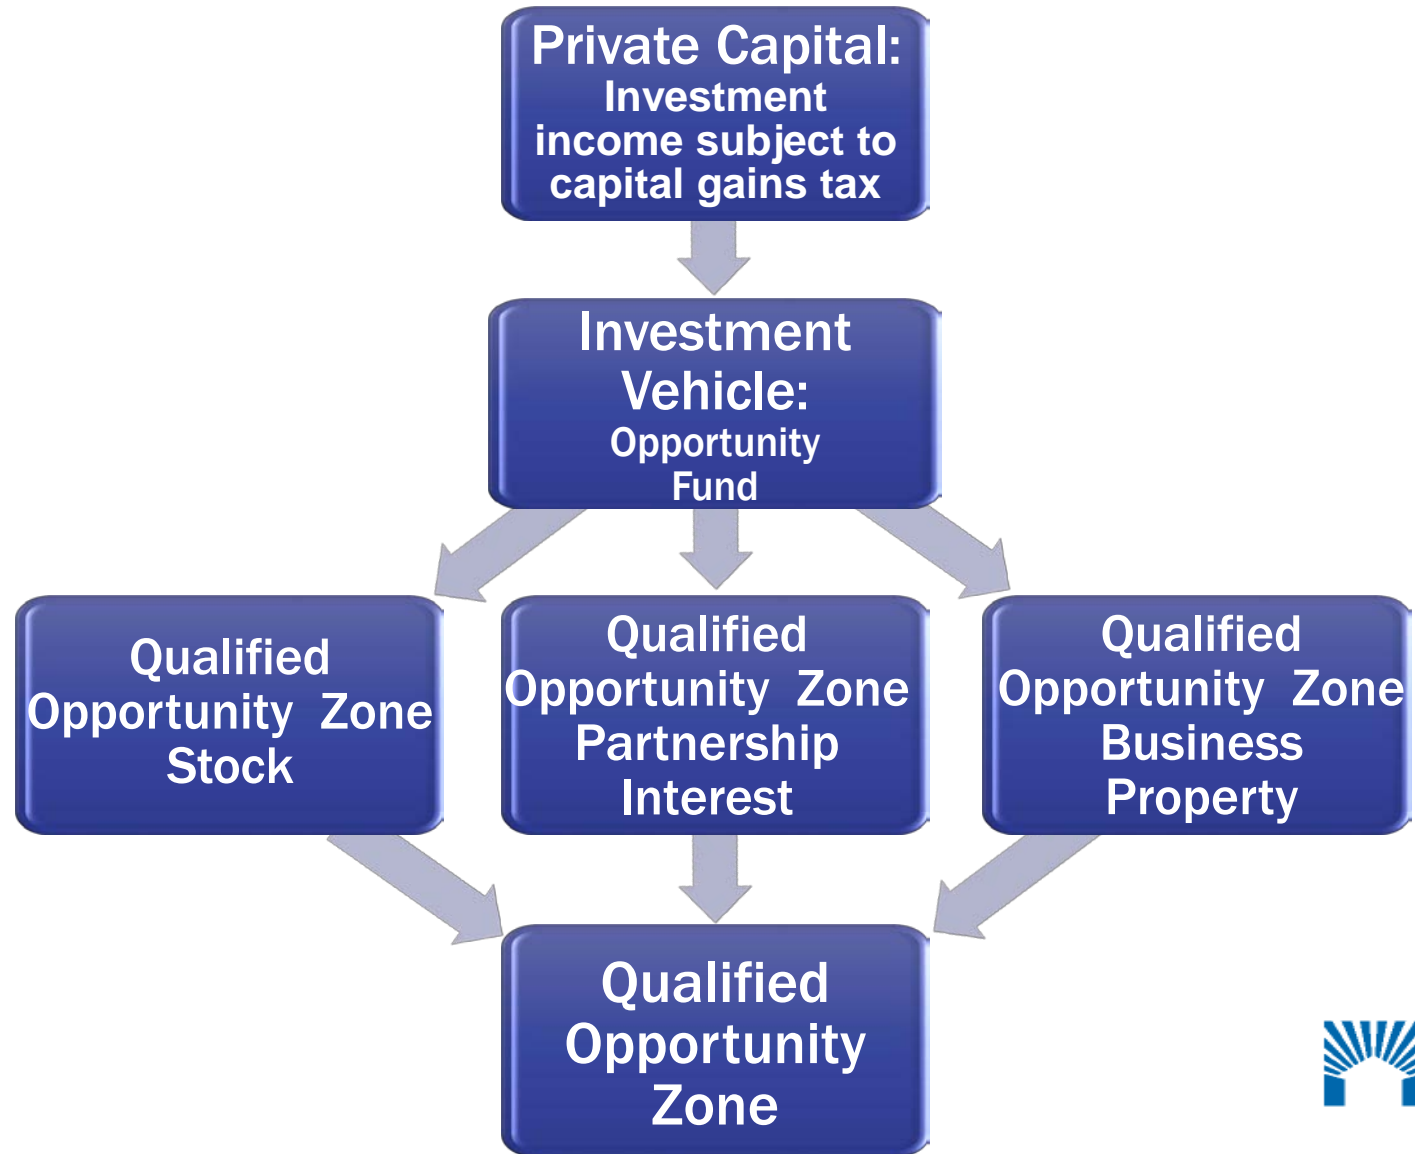 Private Capital:
Investment
income subject to
capital gains tax
Investment
Vehicle:
Opportunity
Fund
Qualified
Opportunity Zone
Stock
Qualified
Opportunity Zone
Partnership
Interest
Qualified
Opportunity Zone
Business
Property
Qualified
Opportunity
Zone